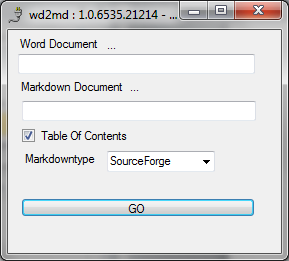 wd2md : 1.0.6535.21214 - ...
Word Document ...
Markdown Document ...
Table Of Contents
Markdowntype SourceForge
GO